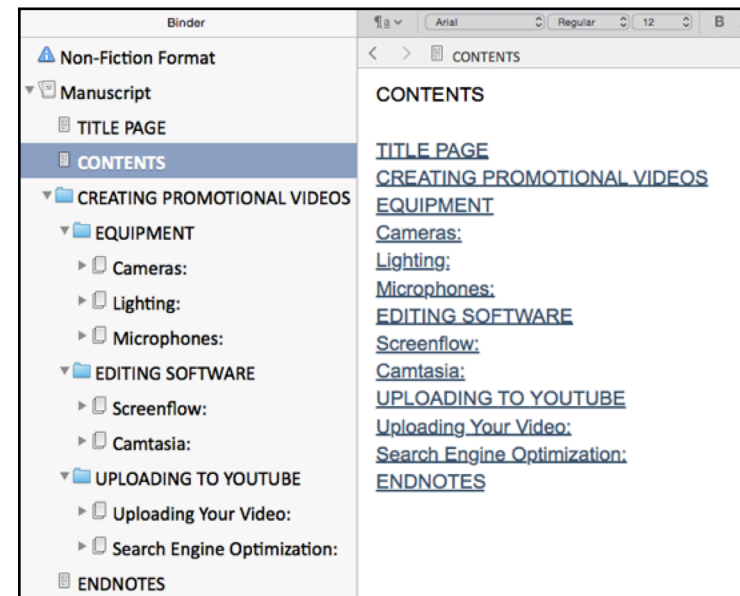 Binder
Non-Fiction Format
Manuscript
TITLE PAGE
CONTENTS
CREATING PROMOTIONAL VIDEOS
EQUIPMENT
Cameras:
Lighting:
Microphones:
EDITING SOFTWARE
Screenflow:
Camtasia:
UPLOADING TO YOUTUBE
Uploading Your Video:
Search Engine Optimization:
ENDNOTES
¶a Arial Regular 12 B
CONTENTS
CONTENTS
TITLE PAGE
CREATING PROMOTIONAL VIDEOS
EQUIPMENT
Cameras:
Lighting:
Microphones:
EDITING SOFTWARE
Screenflow:
Camtasia:
UPLOADING TO YOUTUBE
Uploading Your Video:
Search Engine Optimization:
ENDNOTES